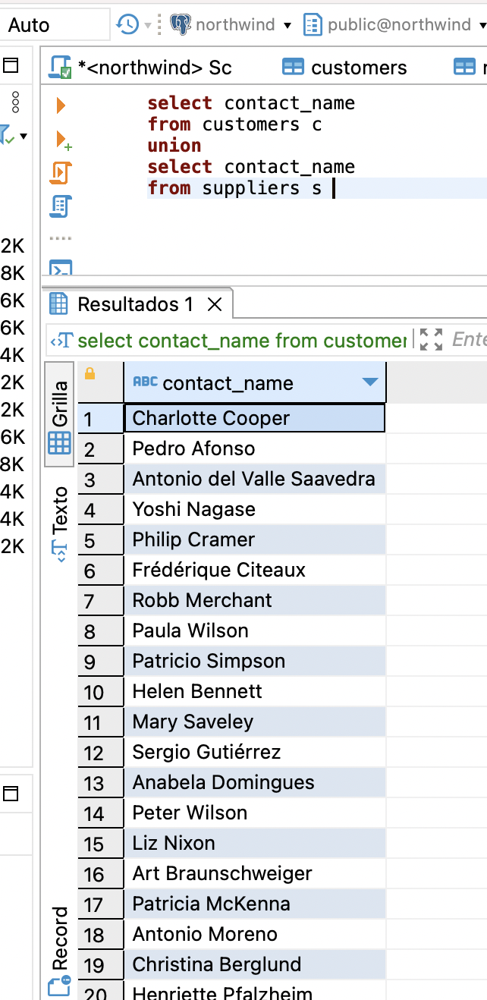 Auto
northwind
public@northwind
*<northwind> Sc
customers
select contact_name
from customers c
union
select contact_name
from suppliers s
2K
8K
6K
6K
4K
2K
2K
6K
8K
4K
4K
2K
Resultados 1
select contact_name from customer
Ente
Grilla
Texto
Record
ABC contact_name
1 Charlotte Cooper
2 Pedro Afonso
3 Antonio del Valle Saavedra
4 Yoshi Nagase
5 Philip Cramer
6 Frédérique Citeaux
7 Robb Merchant
8 Paula Wilson
9 Patricio Simpson
10 Helen Bennett
11 Mary Saveley
12 Sergio Gutiérrez
13 Anabela Domingues
14 Peter Wilson
15 Liz Nixon
16 Art Braunschweiger
17 Patricia McKenna
18 Antonio Moreno
19 Christina Berglund
20 Henriette Pfalzheim